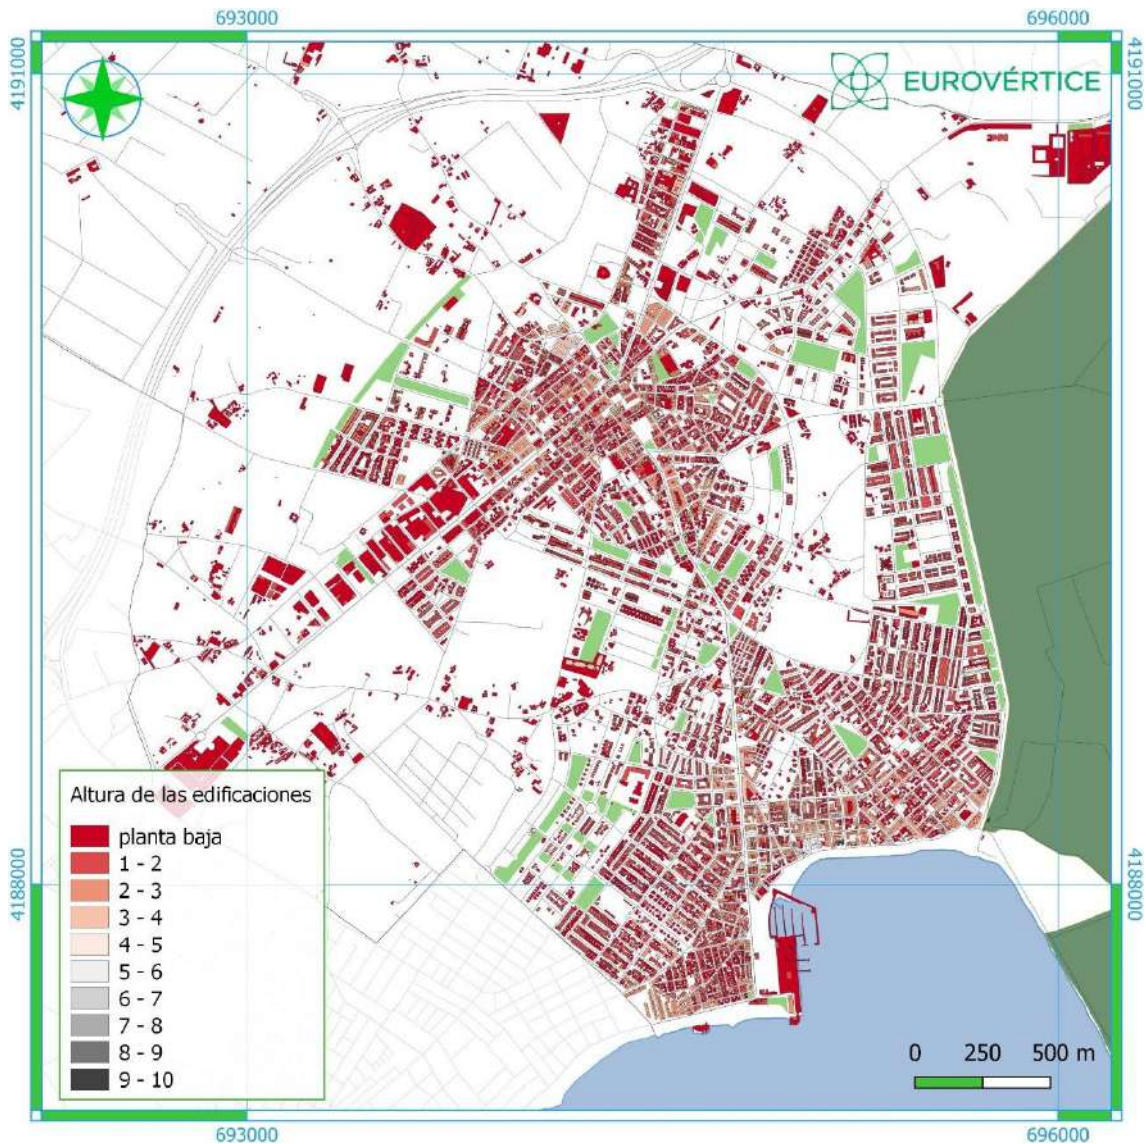 693000
696000
4191000
4191000
EUROVÉRTICE
Altura de las edificaciones
planta baja
1 - 2
2 - 3
3 - 4
4 - 5
5 - 6
6 - 7
7 - 8
8 - 9
9 - 10
4188000
4188000
0 250 500 m
693000
696000